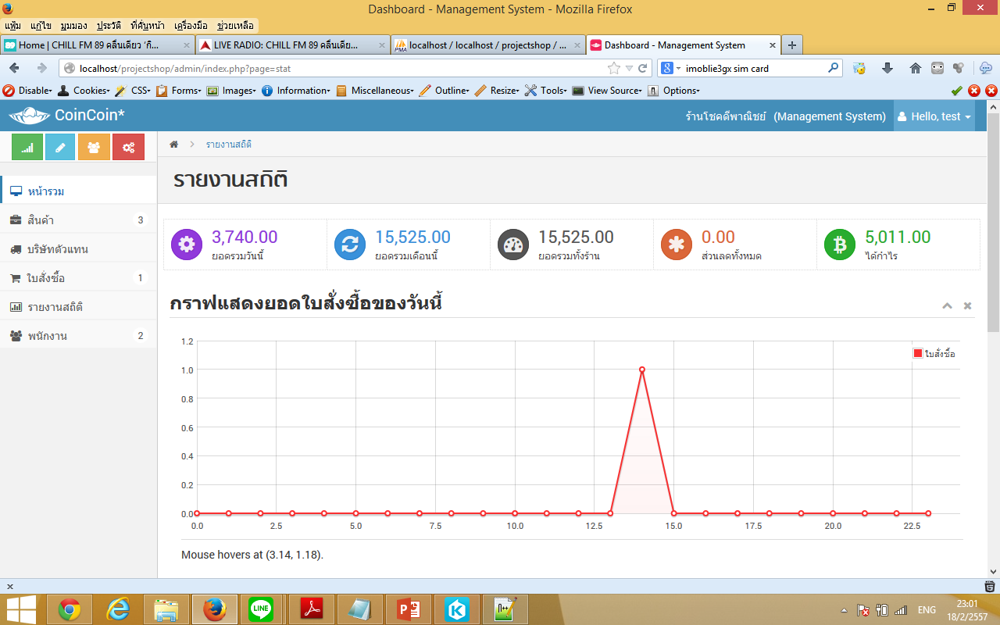 Dashboard - Management System - Mozilla Firefox
แฟ้ม แก้ไข มุมมอง ประวัติ ที่คั่นหน้า เครื่องมือ ช่วยเหลือ
Home | CHILL FM 89 คลื่นเดียว 'กิ...
LIVE RADIO: CHILL FM 89 คลื่นเดีย...
PMA localhost / localhost / projectshop / ...
Dashboard - Management System
localhost/projectshop/admin/index.php?page=stat
8 imoblie3gx sim card
Disable Cookies CSS Forms Images Information Miscellaneous Outline Resize Tools View Source Options
CoinCoin*
ร้านโชคดีพาณิชย์ (Management System)
Hello, test
รายงานสถิติ
รายงานสถิติ
หน้ารวม
สินค้า 3
บริษัทตัวแทน
ใบสั่งซื้อ 1
รายงานสถิติ
พนักงาน 2
3,740.00
ยอดรวมวันนี้
15,525.00
ยอดรวมเดือนนี้
15,525.00
ยอดรวมทั้งร้าน
0.00
ส่วนลดทั้งหมด
5,011.00
ได้กำไร
กราฟแสดงยอดใบสั่งซื้อของวันนี้
1.2
1.0
0.8
0.6
0.4
0.2
0.0
ใบสั่งซื้อ
0.0 2.5 5.0 7.5 10.0 12.5 15.0 17.5 20.0 22.5
Mouse hovers at (3.14, 1.18).
LINE
ENG
23:01
18/2/2557